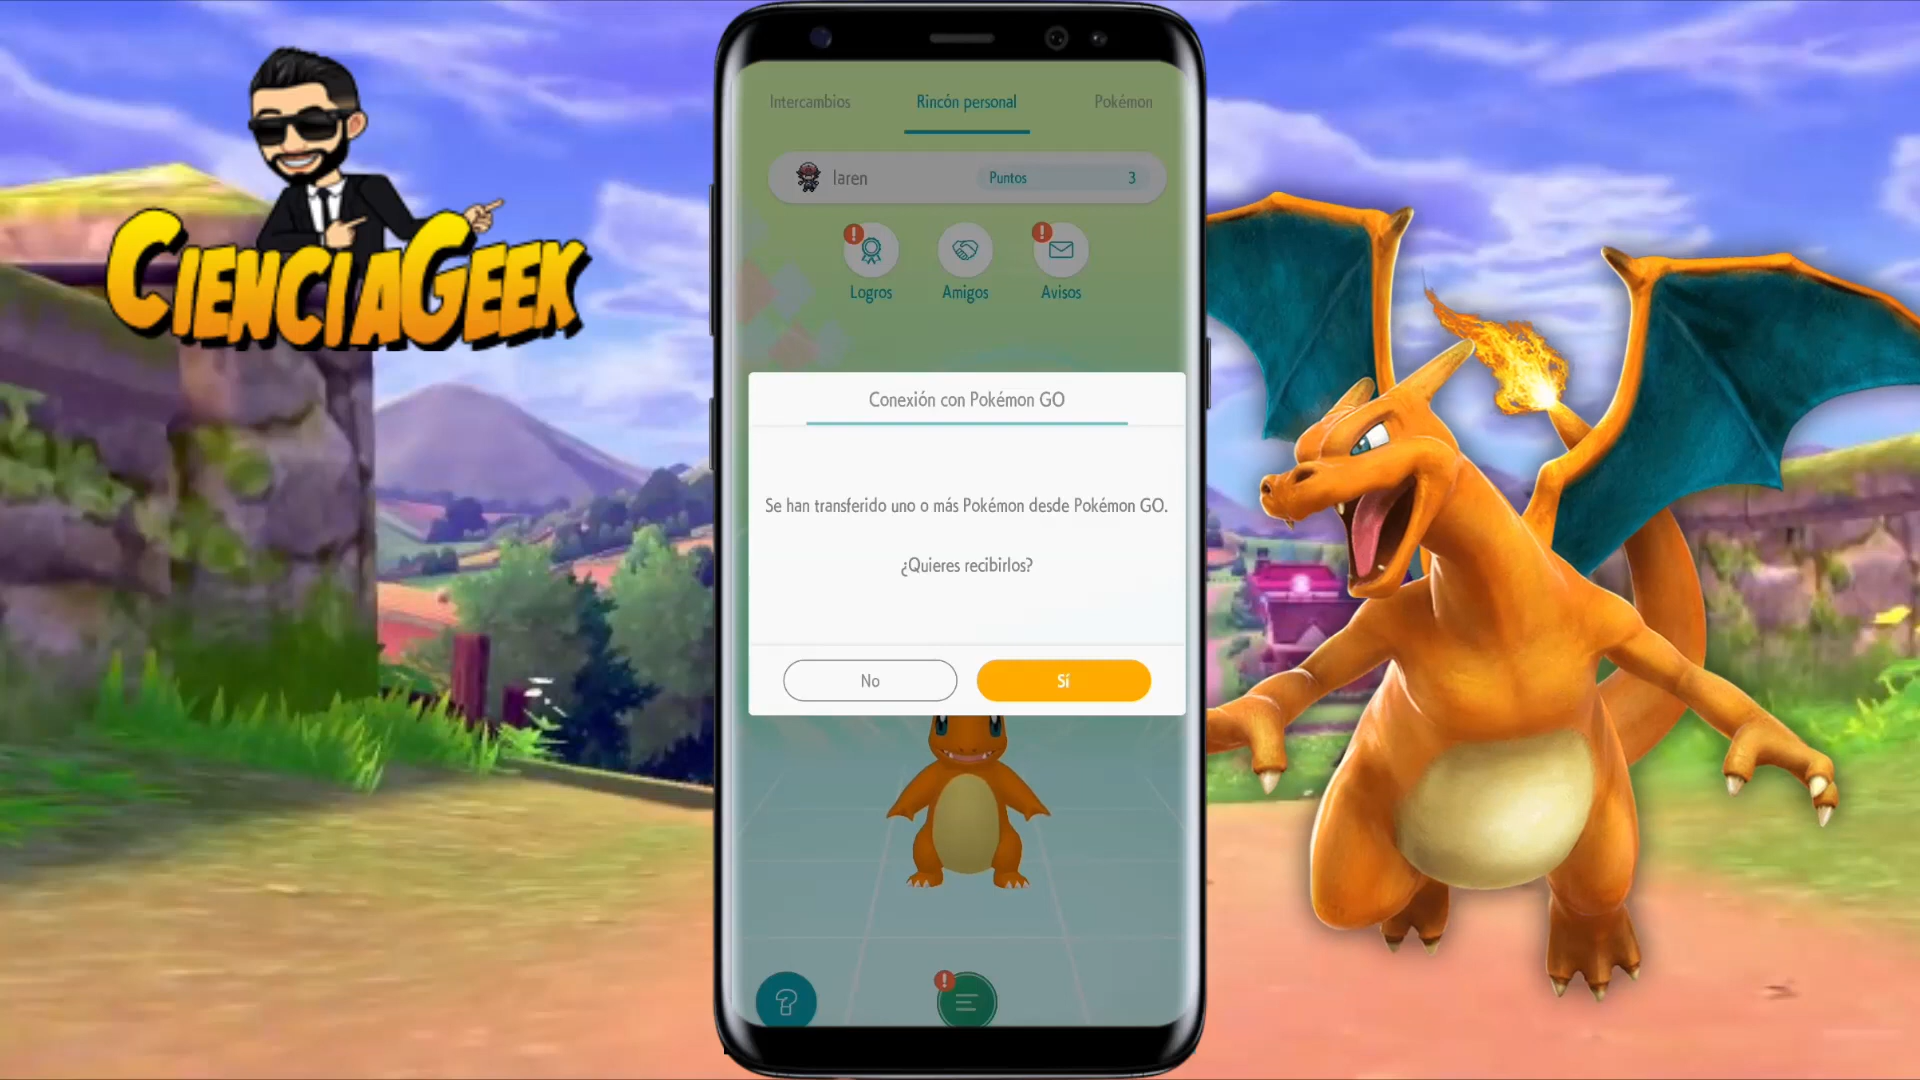 CIENCIAGEEK
Intercambios
Rincón personal
Pokémon
laren
Puntos
3
!
!
Logros
Amigos
Avisos
Conexión con Pokémon GO
Se han transferido uno o más Pokémon desde Pokémon GO.
¿Quieres recibirlos?
No
Sí
?
!